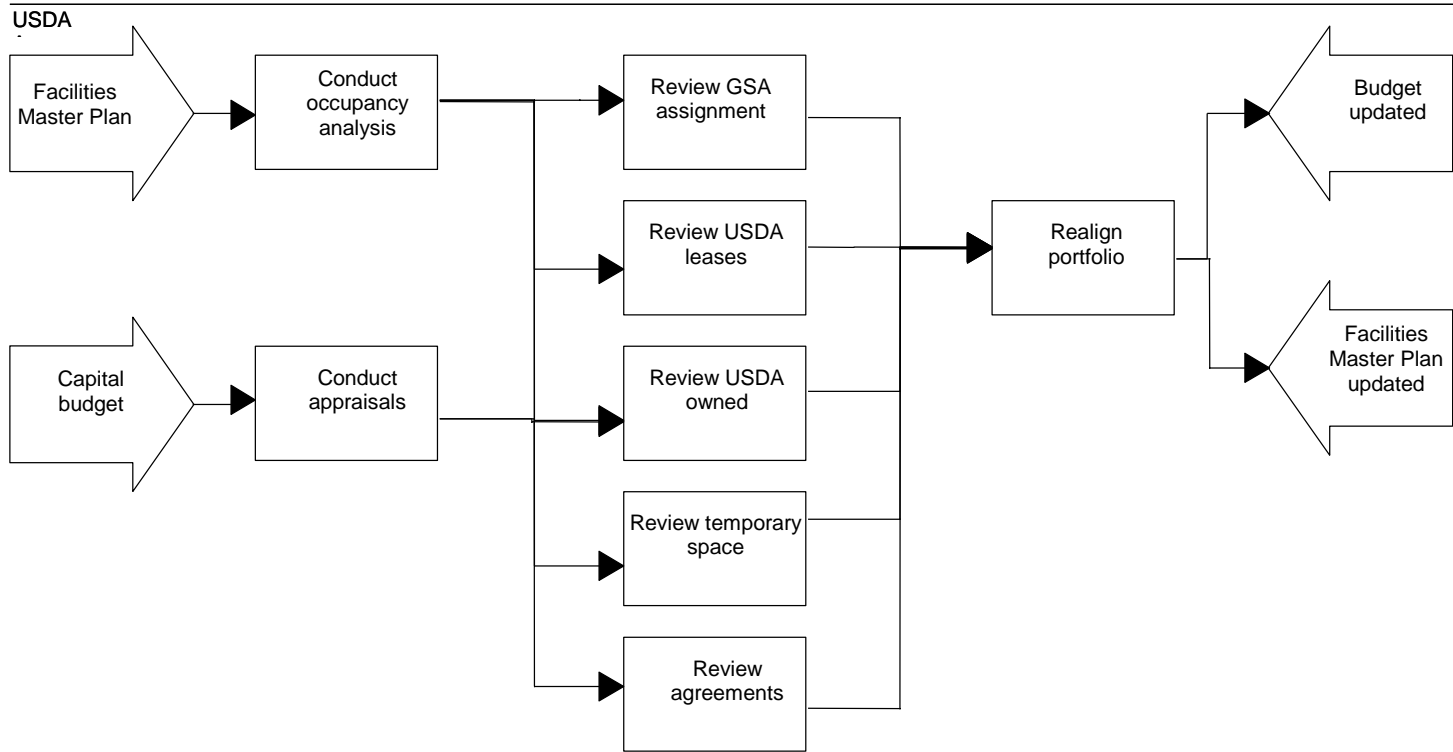 USDA
Facilities
Master Plan
Conduct
occupancy
analysis
Review GSA
assignment
Budget
updated
Review USDA
leases
Realign
portfolio
Capital
budget
Conduct
appraisals
Review USDA
owned
Facilities
Master Plan
updated
Review temporary
space
Review
agreements